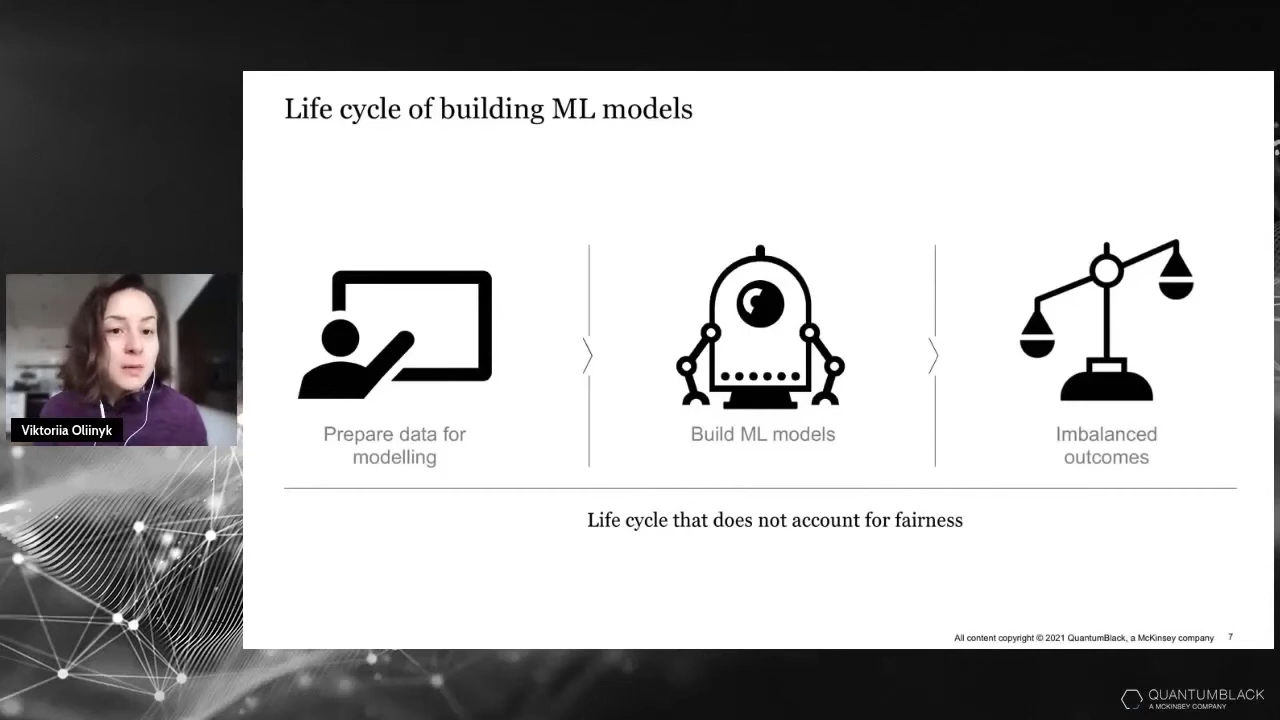 Life cycle of building ML models
Viktoriia Oliinyk
Prepare data for
modelling
Build ML models
Imbalanced
outcomes
Life cycle that does not account for fairness
All content copyright © 2021 QuantumBlack, a McKinsey company 7
QUANTUMBLACK
A MCKINSEY COMPANY